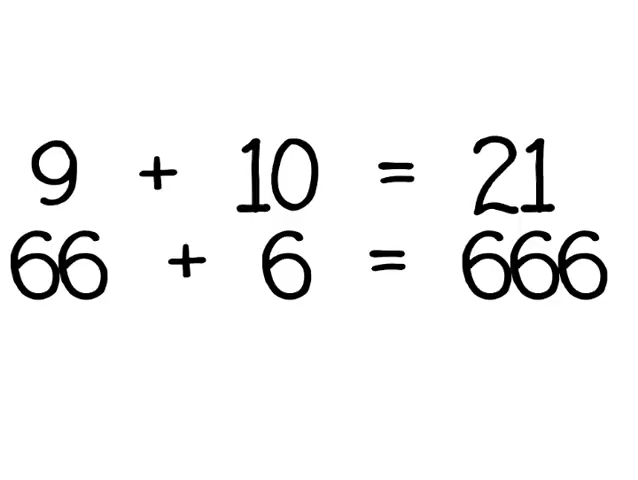 9 + 10 = 21
66 + 6 = 666